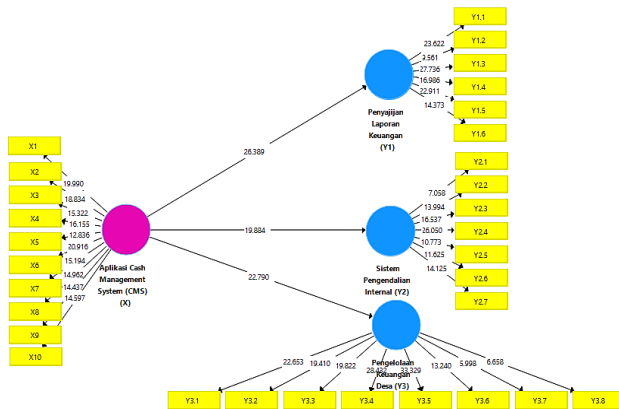 Y1.1
23.622
Y1.2
27.736
Y1.3
16.986
Y1.4
22.911
Y1.5
14.373
Y1.6
Penyajijan
Laporan
Keuangan
(Y1)
26.389
X1
X2
X3
X4
X5
X6
X7
X8
X9
X10
19.990
18.834
15.322
16.155
12.836
20.916
15.194
14.962
14.437
14.597
Aplikasi Cash
Management
System (CMS)
(X)
19.884
22.790
Y2.1
7.058
Y2.2
13.994
Y2.3
16.537
Y2.4
26.050
10.773
Y2.5
11.625
Y2.6
14.125
Y2.7
Sistem
Pengendalian
Internal (Y2)
Pengelolaan
Keuangan
Desa (Y3)
22.653
19.410
19.822
33.329
13.240
5.998
6.658
Y3.1
Y3.2
Y3.3
Y3.4
Y3.5
Y3.6
Y3.7
Y3.8